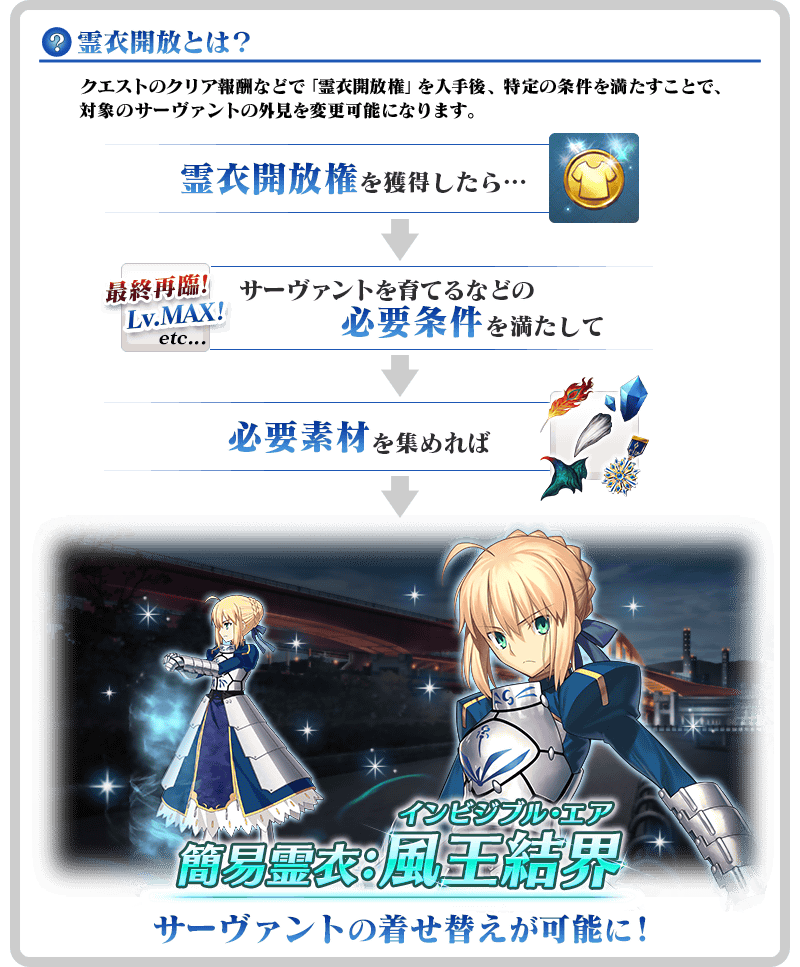 ?霊衣開放とは？
クエストのクリア報酬などで「霊衣開放権」を入手後、特定の条件を満たすことで、
対象のサーヴァントの外見を変更可能になります。
霊衣開放権を獲得したら…
最終再臨!
Lv.MAX!
etc...
サーヴァントを育てるなどの
必要条件を満たして
必要素材を集めれば
インビジブル・エア
簡易霊衣:風王結界
サーヴァントの着せ替えが可能に！